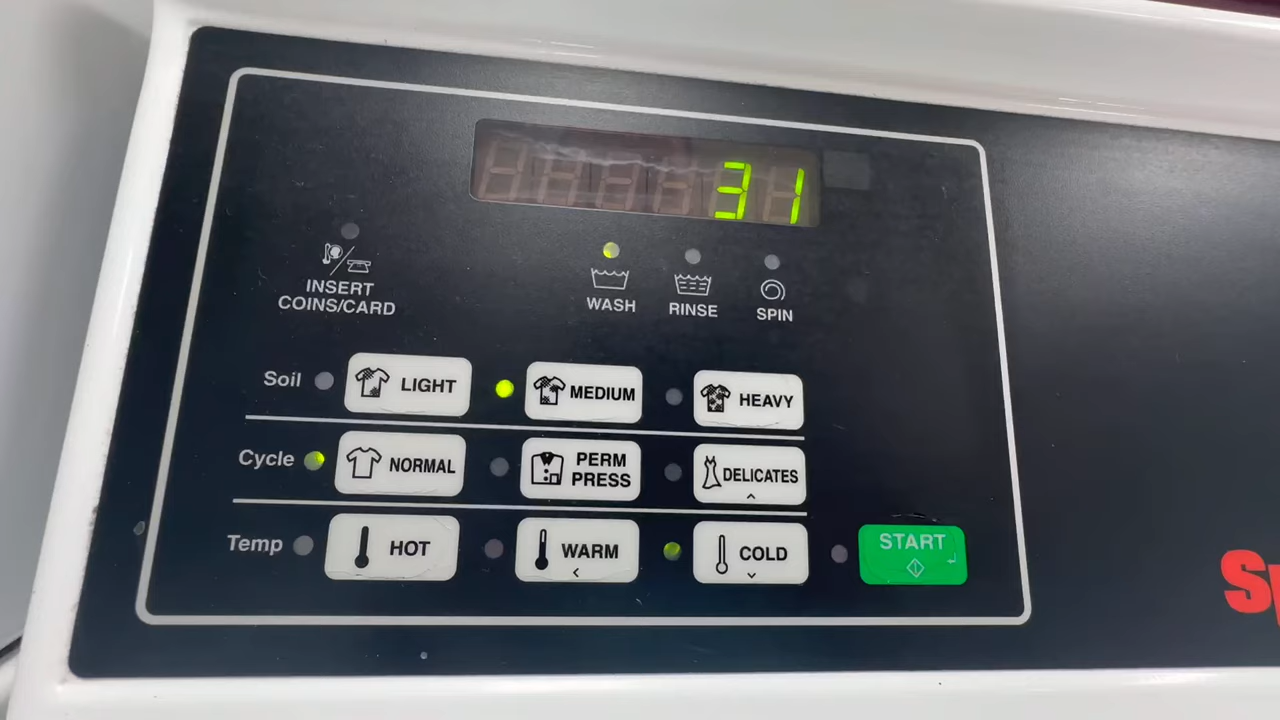 31
INSERT
COINS/CARD
WASH
RINSE
SPIN
Soil
LIGHT
MEDIUM
HEAVY
Cycle
NORMAL
PERM
PRESS
DELICATES
Temp
HOT
WARM
COLD
START